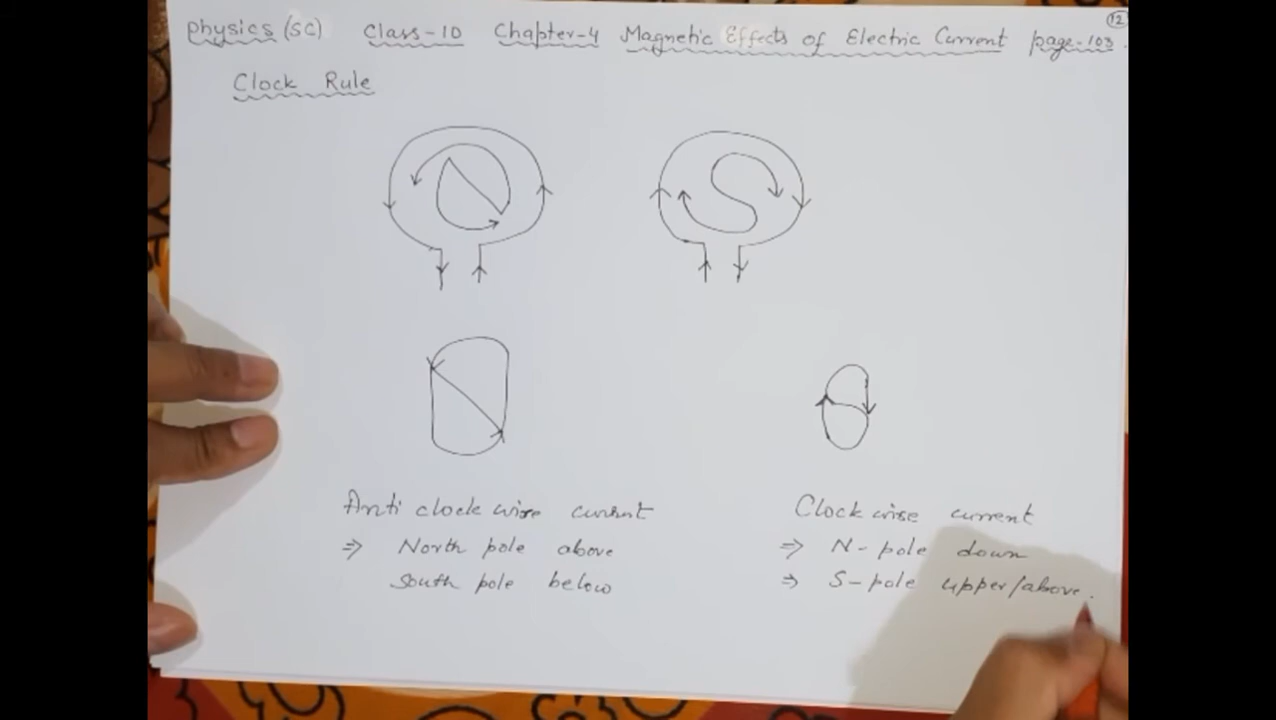 12
Physics (SC) Class-10 Chapter-4 Magnetic Effects of Electric Current page-103.
Clock Rule
N S
N S
Anti clock wise current
⇒ North pole above
South pole below
Clock wise current
⇒ N-pole down
⇒ S-pole upper/above.